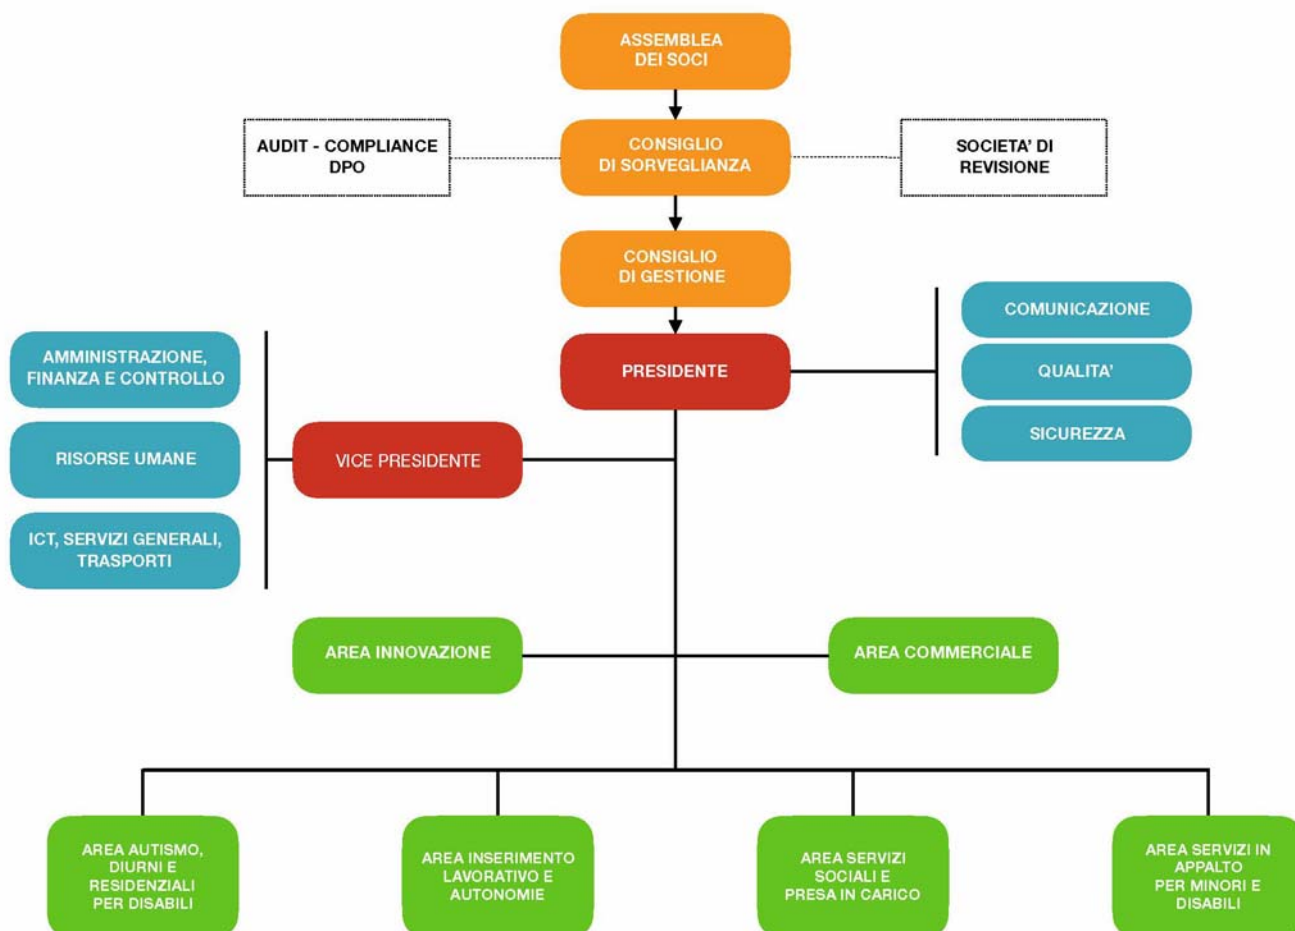 ASSEMBLEA
DEI SOCI
AUDIT - COMPLIANCE
DPO
CONSIGLIO
DI SORVEGLIANZA
SOCIETA' DI
REVISIONE
CONSIGLIO
DI GESTIONE
COMUNICAZIONE
AMMINISTRAZIONE,
FINANZA E CONTROLLO
PRESIDENTE
QUALITA'
SICUREZZA
RISORSE UMANE
VICE PRESIDENTE
ICT, SERVIZI GENERALI,
TRASPORTI
AREA INNOVAZIONE
AREA COMMERCIALE
AREA AUTISMO,
DIURNI E
RESIDENZIALI
PER DISABILI
AREA INSERIMENTO
LAVORATIVO E
AUTONOMIE
AREA SERVIZI
SOCIALI E
PRESA IN CARICO
AREA SERVIZI IN
APPALTO
PER MINORI E
DISABILI